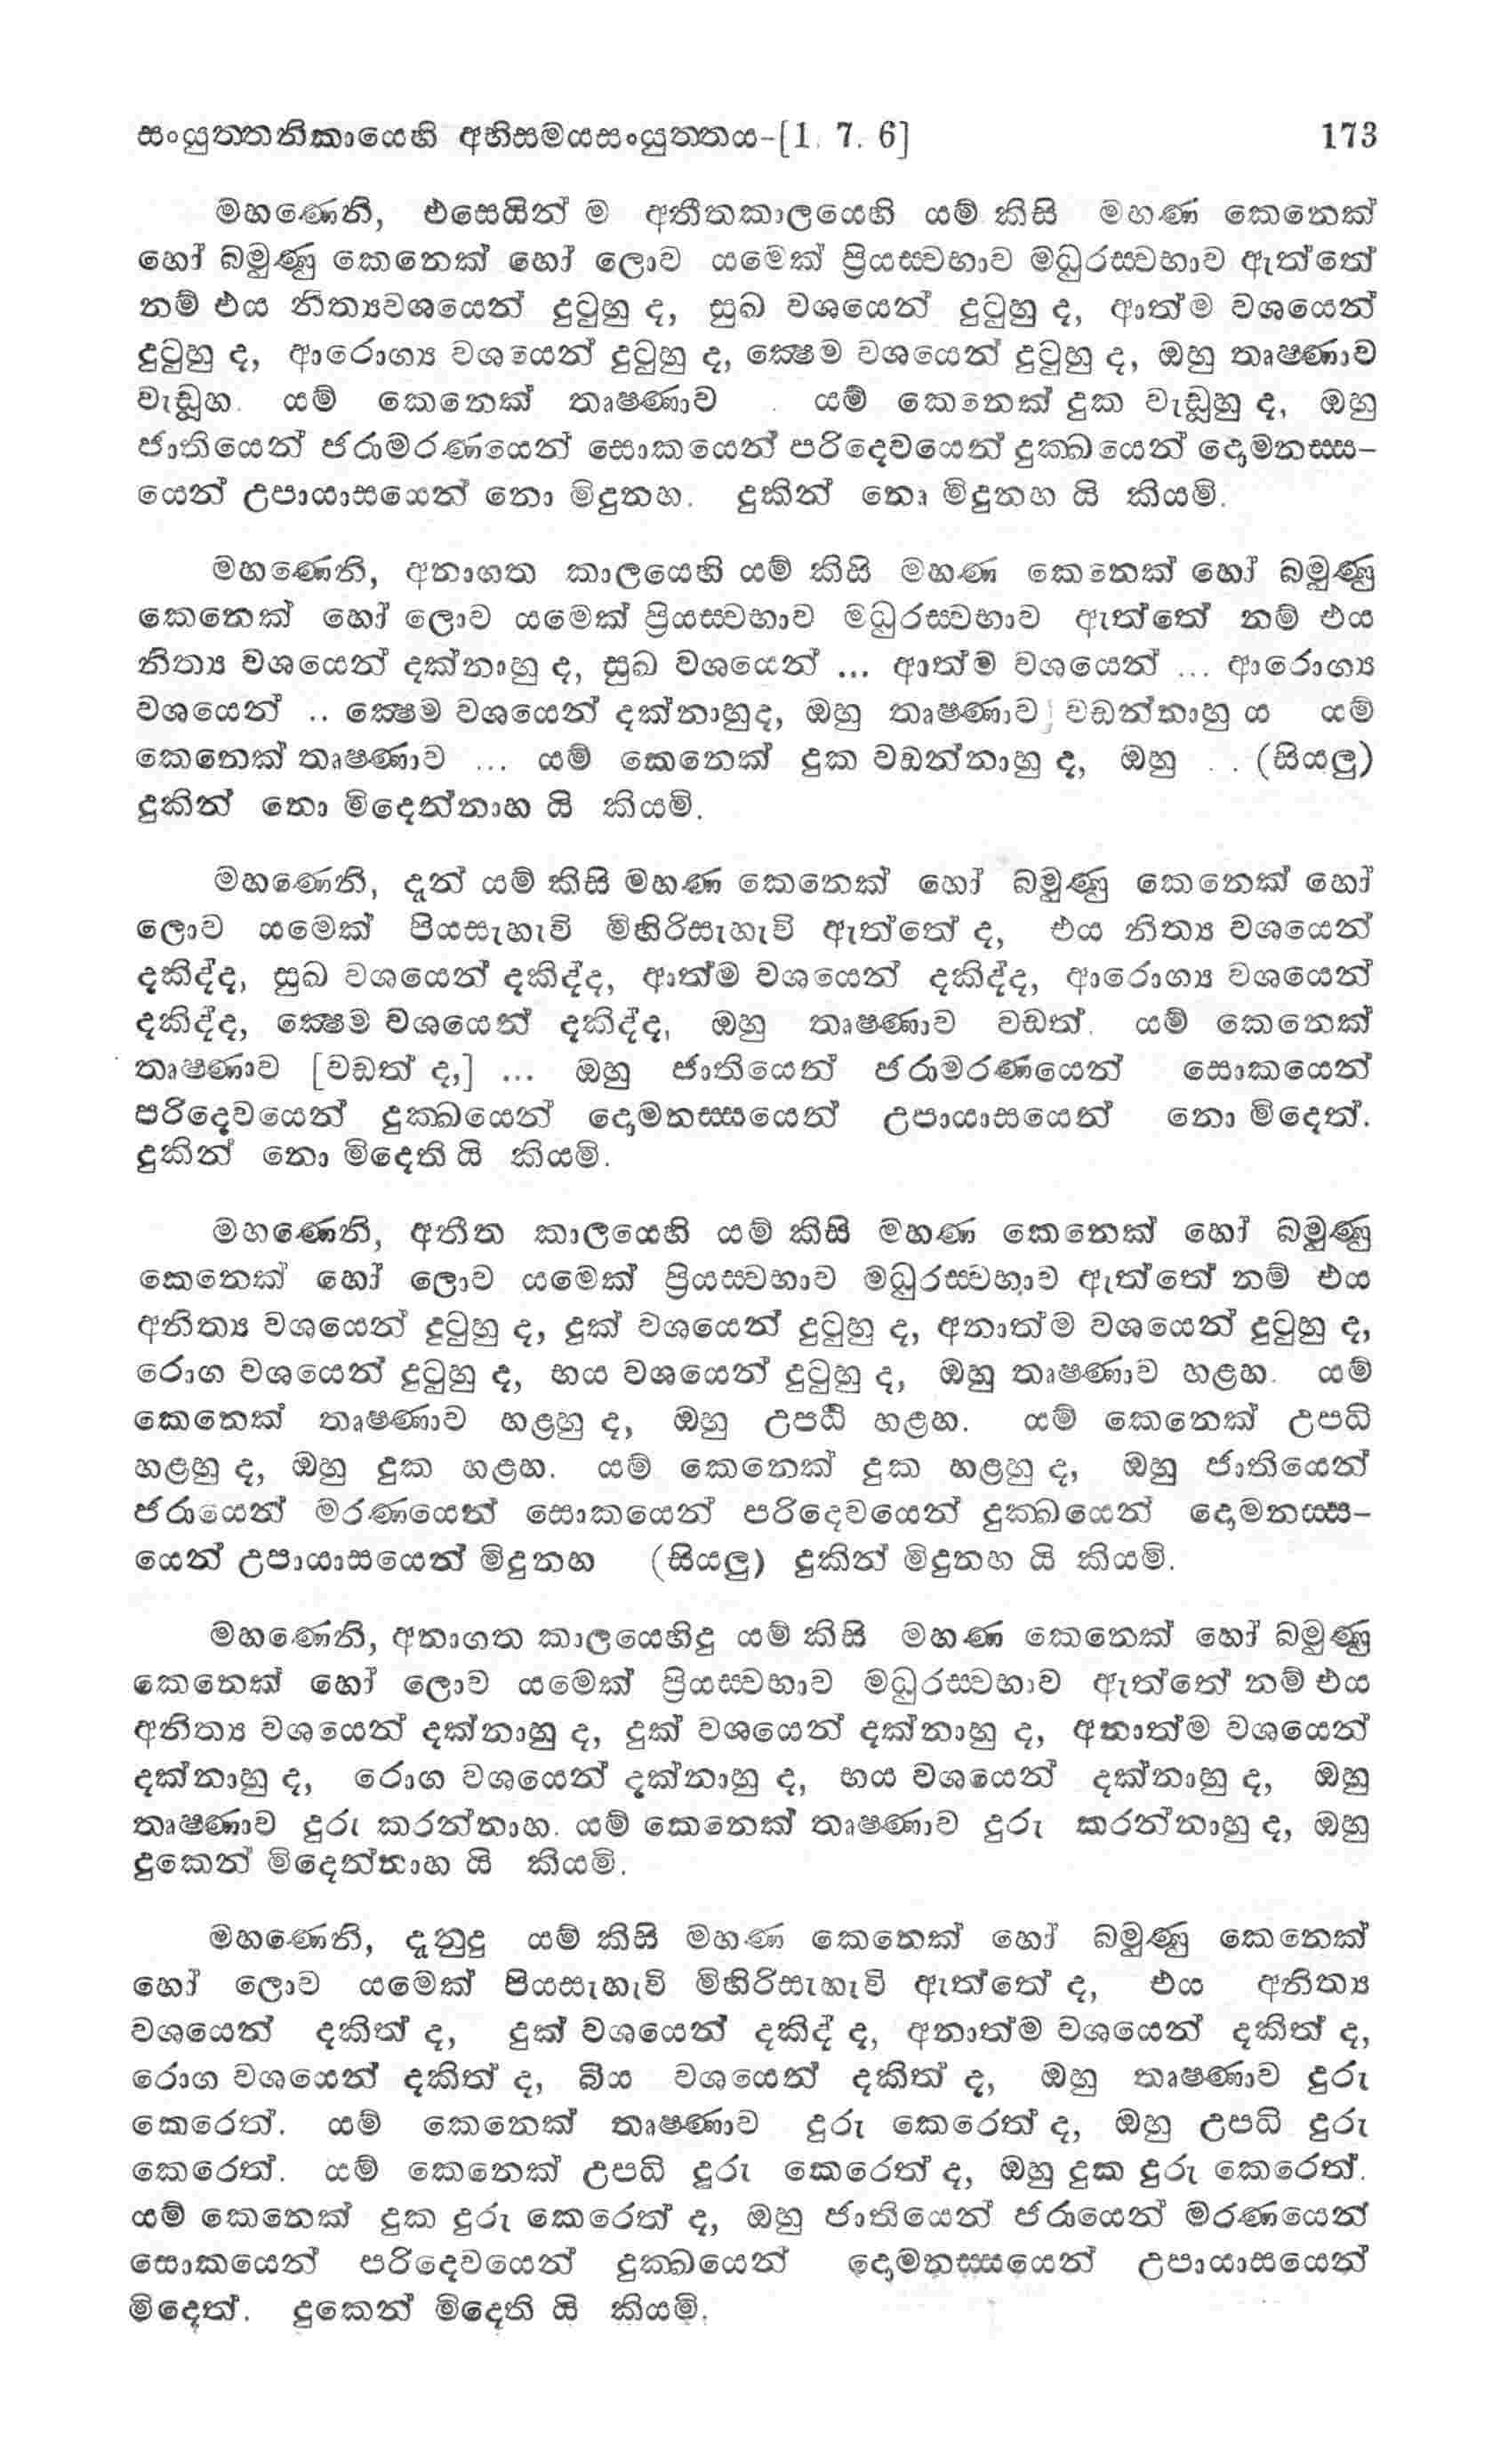 සංයුත්තනිකායෙහි අභිසමයසංයුත්තය-[1. 7. 6] 173
මහණෙනි, එසෙයින් ම අතීතකාලයෙහි යම් කිසි මහණ කෙනෙක්
හෝ බමුණු කෙනෙක් හෝ ලොව යමෙක් ප්‍රියස්වභාව මධුරස්වභාව ඇත්තේ
නම් එය නිත්‍යවශයෙන් දුටුහු ද, සුඛ වශයෙන් දුටුහු ද, ආත්ම වශයෙන්
දුටුහු ද, ආරොග්‍ය වශයෙන් දුටුහු ද, ක්‍ෂෙම වශයෙන් දුටුහු ද, ඔහු තෘෂ්ණාව
වැඩූහ. යම් කෙනෙක් තෘෂ්ණාව . යම් කෙනෙක් දුක වැඩූහු ද, ඔහු
ජාතියෙන් ජරාමරණයෙන් සොකයෙන් පරිදෙවයෙන් දුක්ඛයෙන් දොමනස්ස-
යෙන් උපායාසයෙන් නො මිදුනහ. දුකින් නො මිදුනහ යි කියමි.
මහණෙනි, අනාගත කාලයෙහි යම් කිසි මහණ කෙනෙක් හෝ බමුණු
කෙනෙක් හෝ ලොව යමෙක් ප්‍රියස්වභාව මධුරස්වභාව ඇත්තේ නම් එය
නිත්‍ය වශයෙන් දක්නාහු ද, සුඛ වශයෙන් ... ආත්ම වශයෙන් ... ආරොග්‍ය
වශයෙන් .. ක්‍ෂෙම වශයෙන් දක්නාහුද, ඔහු තෘෂ්ණාව වඩන්නාහු ය යම්
කෙනෙක් තෘෂ්ණාව ... යම් කෙනෙක් දුක වඩන්නාහු ද, ඔහු . . (සියලු)
දුකින් නො මිදෙන්නාහ යි කියමි.
මහණෙනි, දැන් යම් කිසි මහණ කෙනෙක් හෝ බමුණු කෙනෙක් හෝ
ලොව යමෙක් පියසැහැවි මිහිරිසැහැවි ඇත්තේ ද, එය නිත්‍ය වශයෙන්
දකිද්ද, සුඛ වශයෙන් දකිද්ද, ආත්ම වශයෙන් දකිද්ද, ආරොග්‍ය වශයෙන්
දකිද්ද, ක්‍ෂෙම වශයෙන් දකිද්ද, ඔහු තෘෂ්ණාව වඩත්. යම් කෙනෙක්
තෘෂ්ණාව [වඩත් ද,] ... ඔහු ජාතියෙන් ජරාමරණයෙන් සොකයෙන්
පරිදෙවයෙන් දුක්ඛයෙන් දොමනස්සයෙන් උපායාසයෙන් නො මිදෙත්.
දුකින් නො මිදෙති යි කියමි.
මහණෙනි, අතීත කාලයෙහි යම් කිසි මහණ කෙනෙක් හෝ බමුණු
කෙනෙක් හෝ ලොව යමෙක් ප්‍රියස්වභාව මධුරස්වභාව ඇත්තේ නම් එය
අනිත්‍ය වශයෙන් දුටුහු ද, දුක් වශයෙන් දුටුහු ද, අනාත්ම වශයෙන් දුටුහු ද,
රොග වශයෙන් දුටුහු ද, භය වශයෙන් දුටුහු ද, ඔහු තෘෂ්ණාව හළහ. යම්
කෙනෙක් තෘෂ්ණාව හළහු ද, ඔහු උපධි හළහ. යම් කෙනෙක් උපධි
හළහු ද, ඔහු දුක හළහ. යම් කෙනෙක් දුක හළහු ද, ඔහු ජාතියෙන්
ජරායෙන් මරණයෙන් සොකයෙන් පරිදෙවයෙන් දුක්ඛයෙන් දොමනස්ස-
යෙන් උපායාසයෙන් මිදුනහ (සියලු) දුකින් මිදුනහ යි කියමි.
මහණෙනි, අනාගත කාලයෙහිදු යම් කිසි මහණ කෙනෙක් හෝ බමුණු
කෙනෙක් හෝ ලොව යමෙක් ප්‍රියස්වභාව මධුරස්වභාව ඇත්තේ නම් එය
අනිත්‍ය වශයෙන් දක්නාහු ද, දුක් වශයෙන් දක්නාහු ද, අනාත්ම වශයෙන්
දක්නාහු ද, රොග වශයෙන් දක්නාහු ද, භය වශයෙන් දක්නාහු ද, ඔහු
තෘෂ්ණාව දුරු කරන්නාහ. යම් කෙනෙක් තෘෂ්ණාව දුරු කරන්නාහු ද, ඔහු
දුකෙන් මිදෙන්නාහ යි කියමි.
මහණෙනි, දැනුදු යම් කිසි මහණ කෙනෙක් හෝ බමුණු කෙනෙක්
හෝ ලොව යමෙක් පියසැහැවි මිහිරිසැහැවි ඇත්තේ ද, එය අනිත්‍ය
වශයෙන් දකිත් ද, දුක් වශයෙන් දකිද් ද, අනාත්ම වශයෙන් දකිත් ද,
රොග වශයෙන් දකිත් ද, බිය වශයෙන් දකිත් ද, ඔහු තෘෂ්ණාව දුරු
කෙරෙත්. යම් කෙනෙක් තෘෂ්ණාව දුරු කෙරෙත් ද, ඔහු උපධි දුරු
කෙරෙත්. යම් කෙනෙක් උපධි දුරු කෙරෙත් ද, ඔහු දුක දුරු කෙරෙත්.
යම් කෙනෙක් දුක දුරු කෙරෙත් ද, ඔහු ජාතියෙන් ජරායෙන් මරණයෙන්
සොකයෙන් පරිදෙවයෙන් දුක්ඛයෙන් දොමනස්සයෙන් උපායාසයෙන්
මිදෙත්. දුකෙන් මිදෙති යි කියමි.